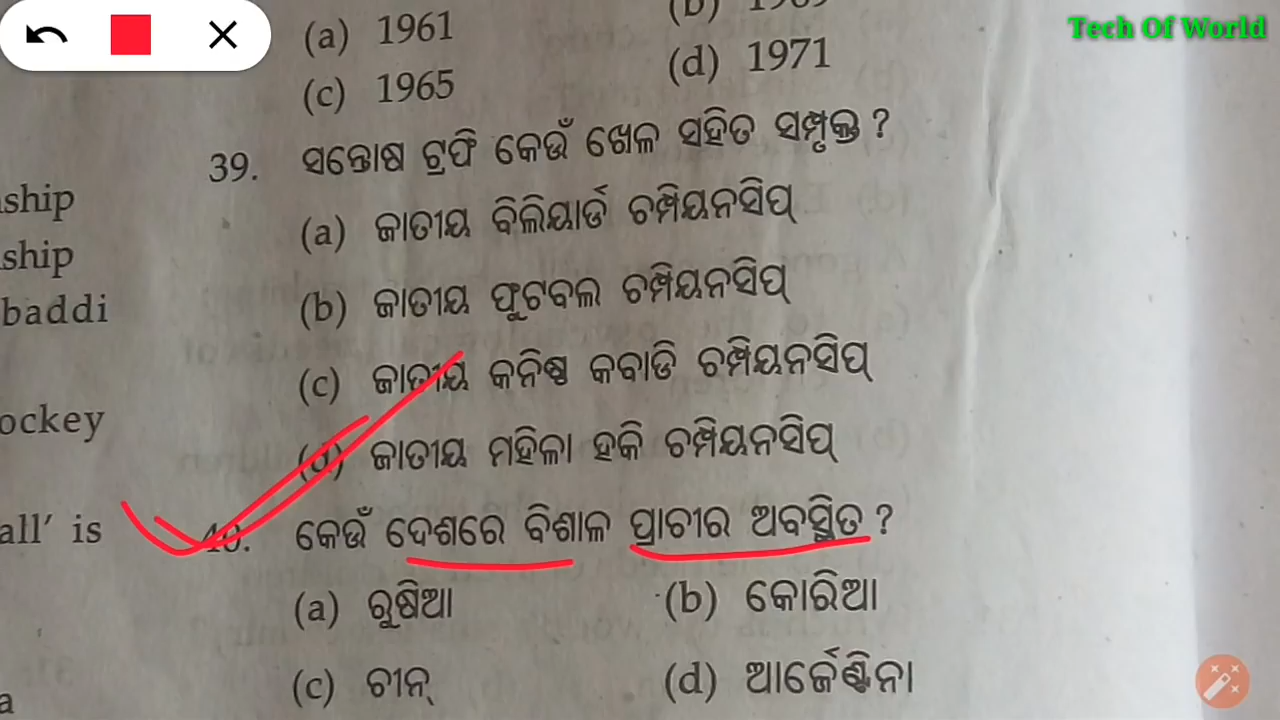 Tech Of World
(a) 1961
(c) 1965
(d) 1971
39. ସନ୍ତୋଷ ଟ୍ରଫି କେଉଁ ଖେଳ ସହିତ ସମ୍ପୃକ୍ତ ?
(a) ଜାତୀୟ ବିଲିୟାର୍ଡ ଚମ୍ପିୟନସିପ୍
(b) ଜାତୀୟ ଫୁଟବଲ ଚମ୍ପିୟନସିପ୍
(c) ଜାତୀୟ କନିଷ୍ଠ କବାଡି ଚମ୍ପିୟନସିପ୍
(d) ଜାତୀୟ ମହିଳା ହକି ଚମ୍ପିୟନସିପ୍
40. କେଉଁ ଦେଶରେ ବିଶାଳ ପ୍ରାଚୀର ଅବସ୍ଥିତ ?
(a) ରୁଷିଆ (b) କୋରିଆ
(c) ଚୀନ୍ (d) ଆର୍ଜେଣ୍ଟିନା
ship
ship
baddi
ockey
all' is
a